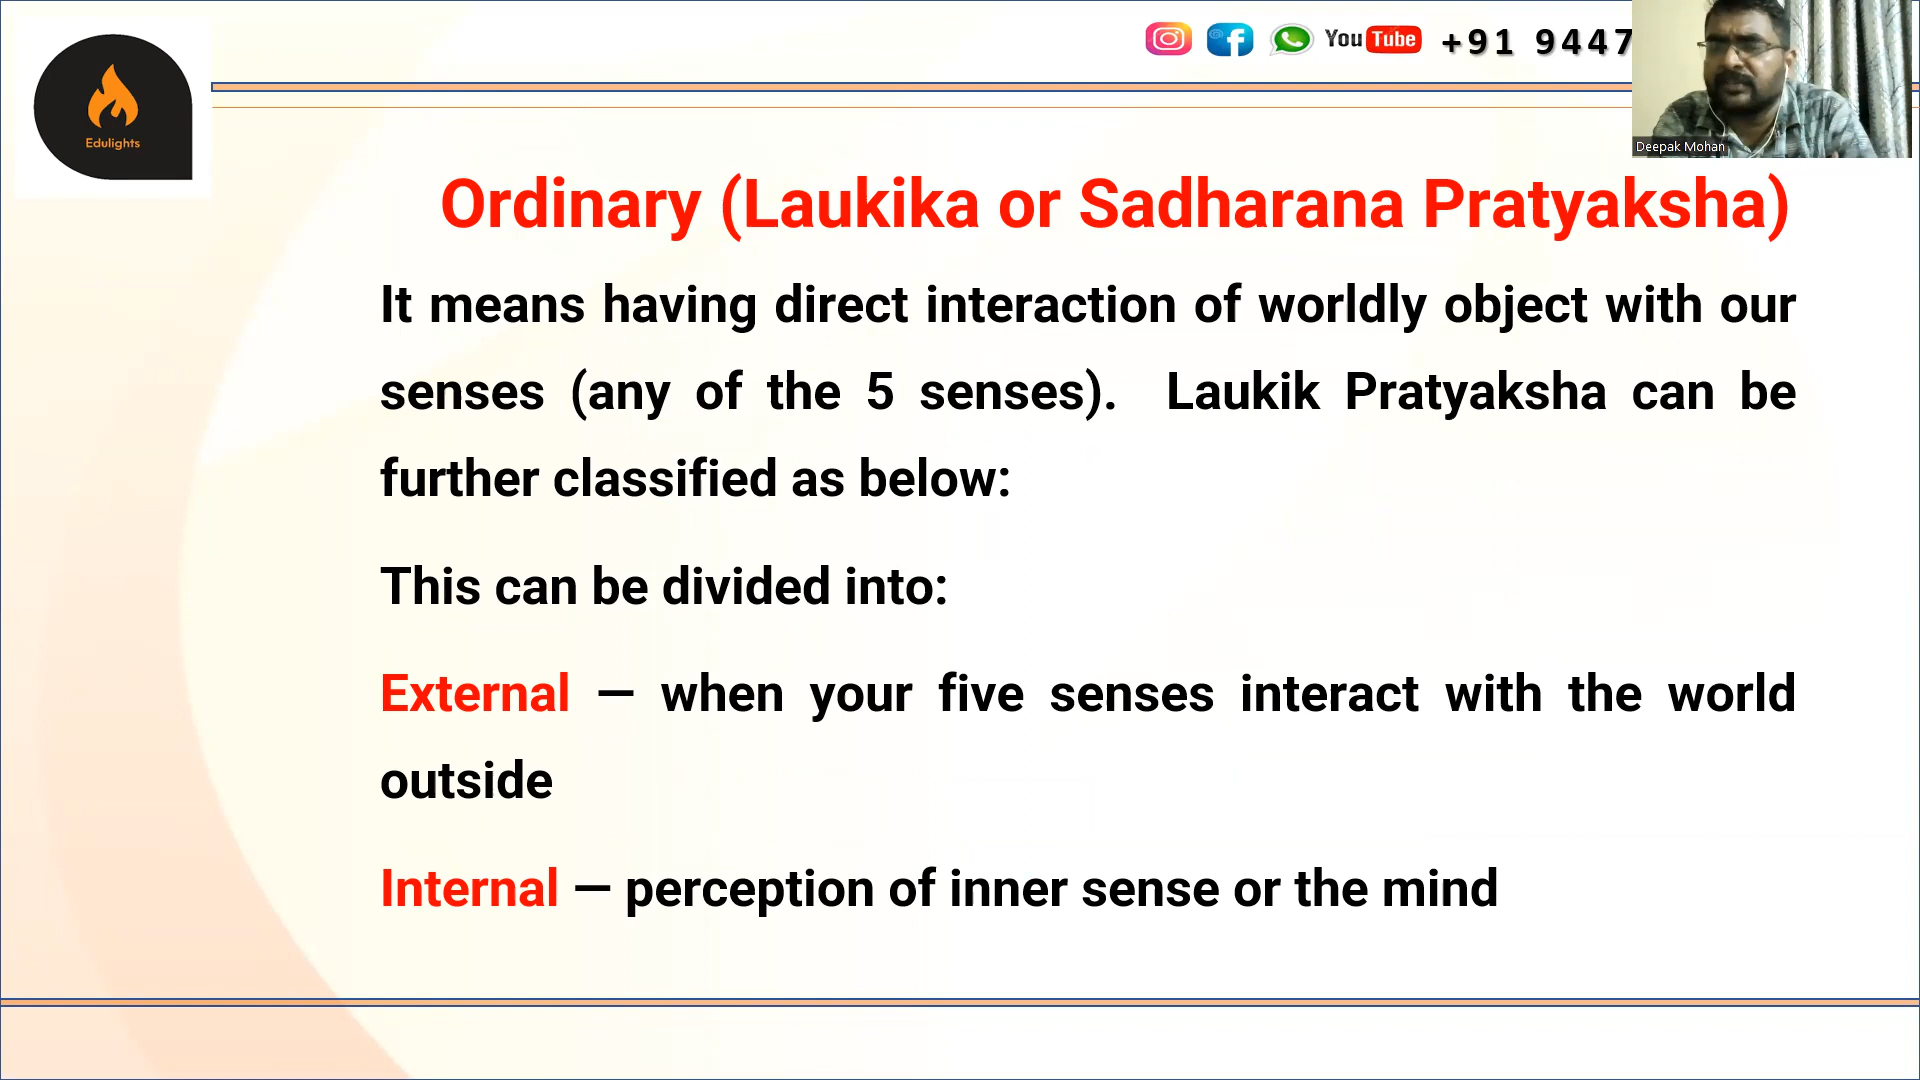 You Tube +91 9447
Edulights
Deepak Mohan
Ordinary (Laukika or Sadharana Pratyaksha)
It means having direct interaction of worldly object with our
senses (any of the 5 senses). Laukik Pratyaksha can be
further classified as below:
This can be divided into:
External — when your five senses interact with the world
outside
Internal — perception of inner sense or the mind